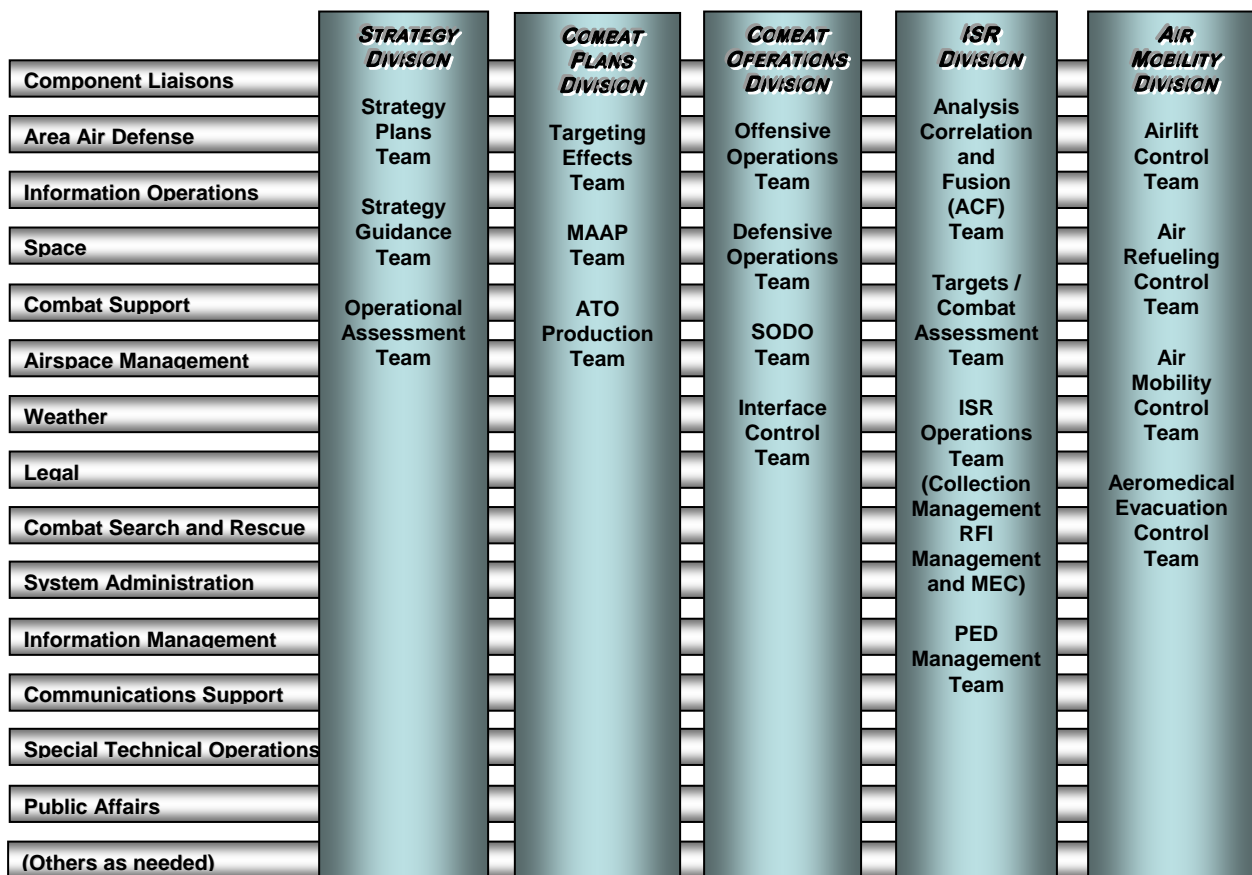 Component Liaisons
Area Air Defense
Information Operations
Space
Combat Support
Airspace Management
Weather
Legal
Combat Search and Rescue
System Administration
Information Management
Communications Support
Special Technical Operations
Public Affairs
(Others as needed)
STRATEGY
DIVISION
Strategy
Plans
Team
Strategy
Guidance
Team
Operational
Assessment
Team
COMBAT
PLANS
DIVISION
Targeting
Effects
Team
MAAP
Team
ATO
Production
Team
COMBAT
OPERATIONS
DIVISION
Offensive
Operations
Team
Defensive
Operations
Team
SODO
Team
Interface
Control
Team
ISR
DIVISION
Analysis
Correlation
and
Fusion
(ACF)
Team
Targets /
Combat
Assessment
Team
ISR
Operations
Team
(Collection
Management
RFI
Management
and MEC)
PED
Management
Team
AIR
MOBILITY
DIVISION
Airlift
Control
Team
Air
Refueling
Control
Team
Air
Mobility
Control
Team
Aeromedical
Evacuation
Control
Team